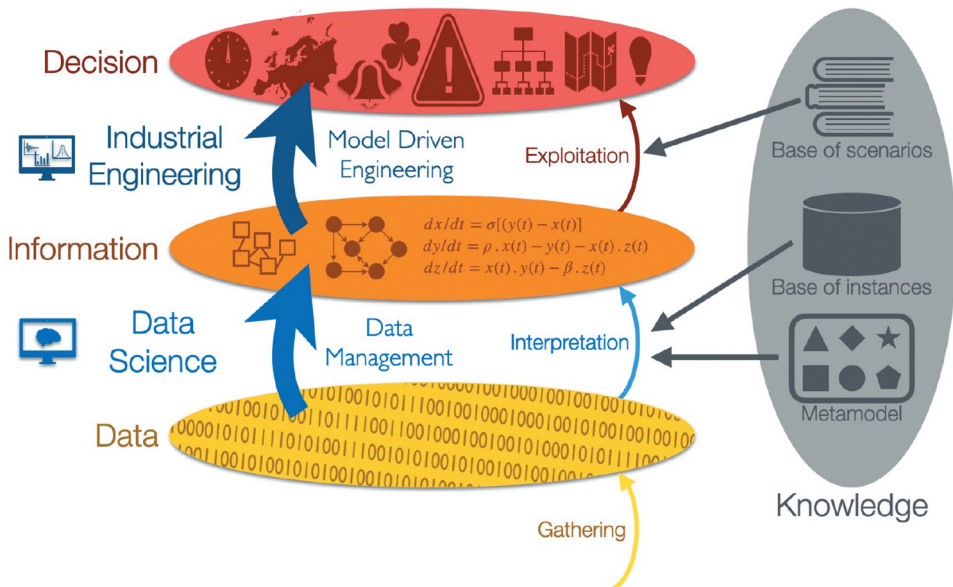 Decision
Industrial
Engineering
Model Driven
Engineering
Exploitation
Base of scenarios
Information
dx/dt = σ[(y(t) − x(t)]
dy/dt = ρ . x(t) − y(t) − x(t) . z(t)
dz/dt = x(t) . y(t) − β . z(t)
Base of instances
Data
Science
Data
Management
Interpretation
Metamodel
Data
Knowledge
Gathering